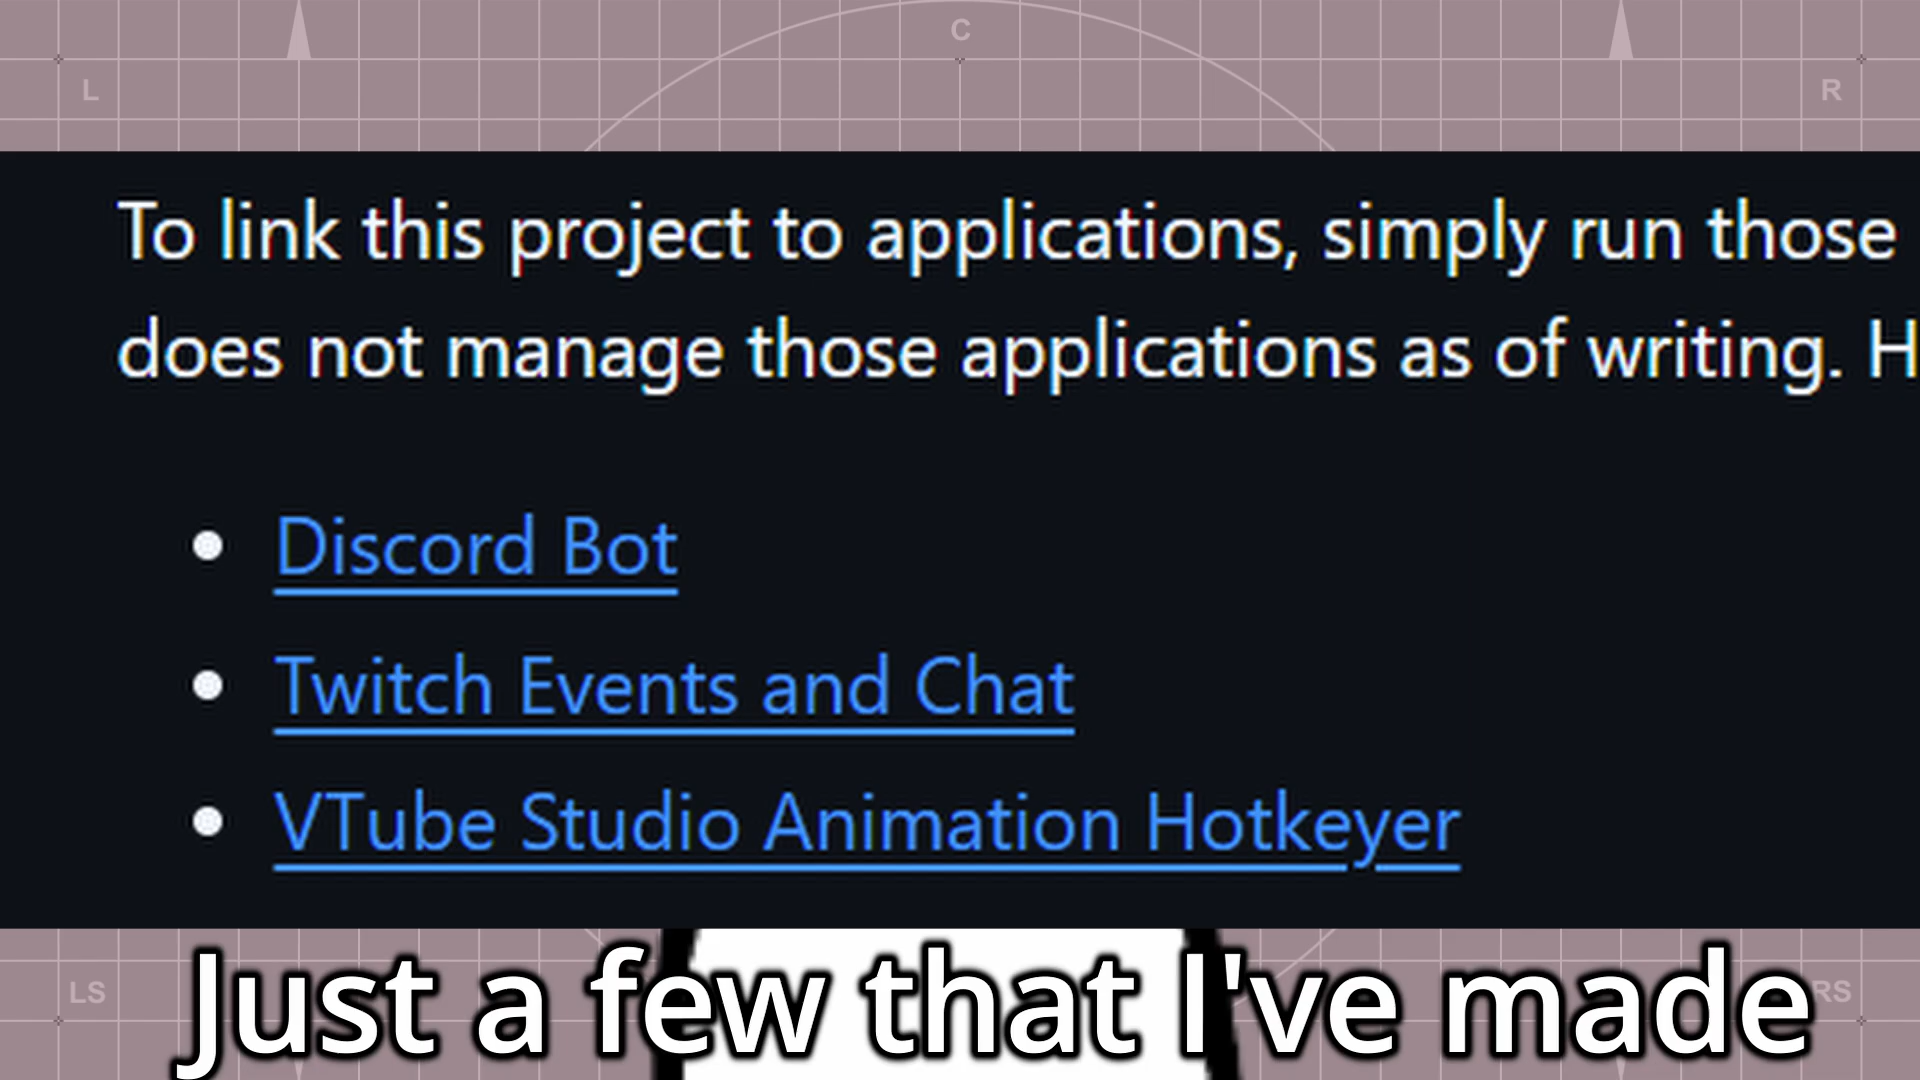 C
L
R
To link this project to applications, simply run those
does not manage those applications as of writing. H
Discord Bot
Twitch Events and Chat
VTube Studio Animation Hotkeyer
LS
RS
Just a few that I've made